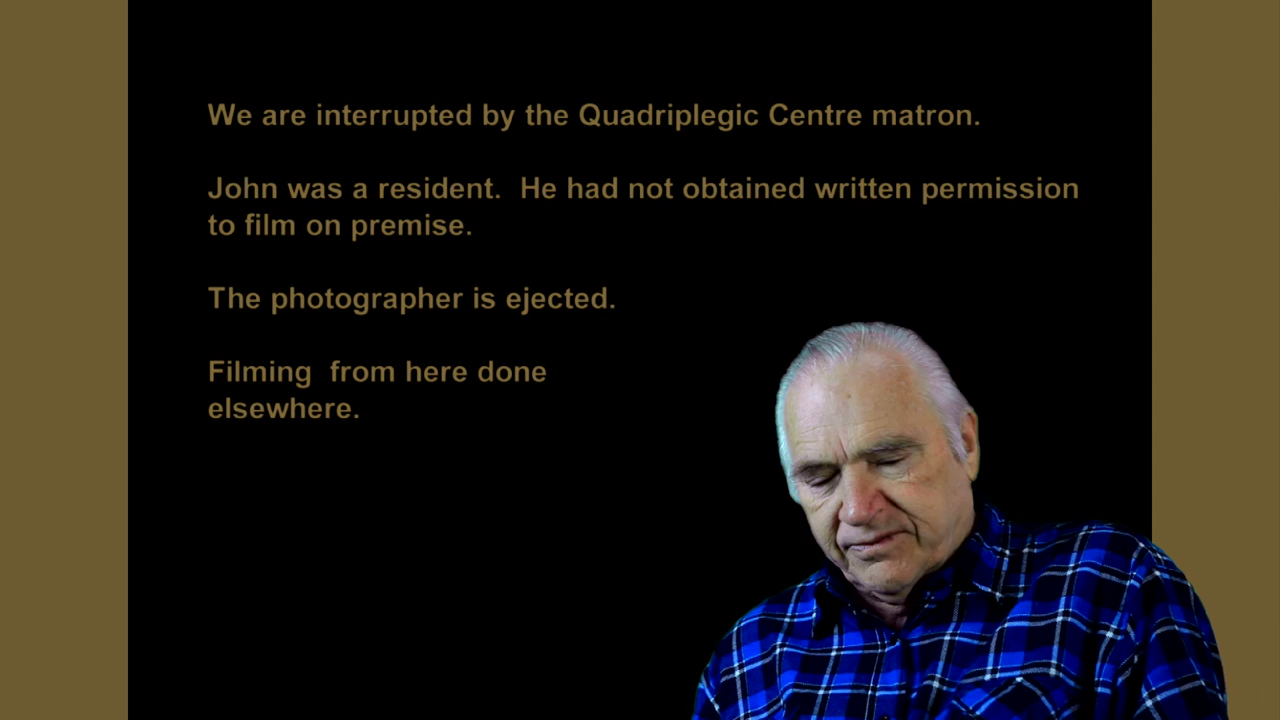 We are interrupted by the Quadriplegic Centre matron.
John was a resident.  He had not obtained written permission
to film on premise.
The photographer is ejected.
Filming  from here done
elsewhere.